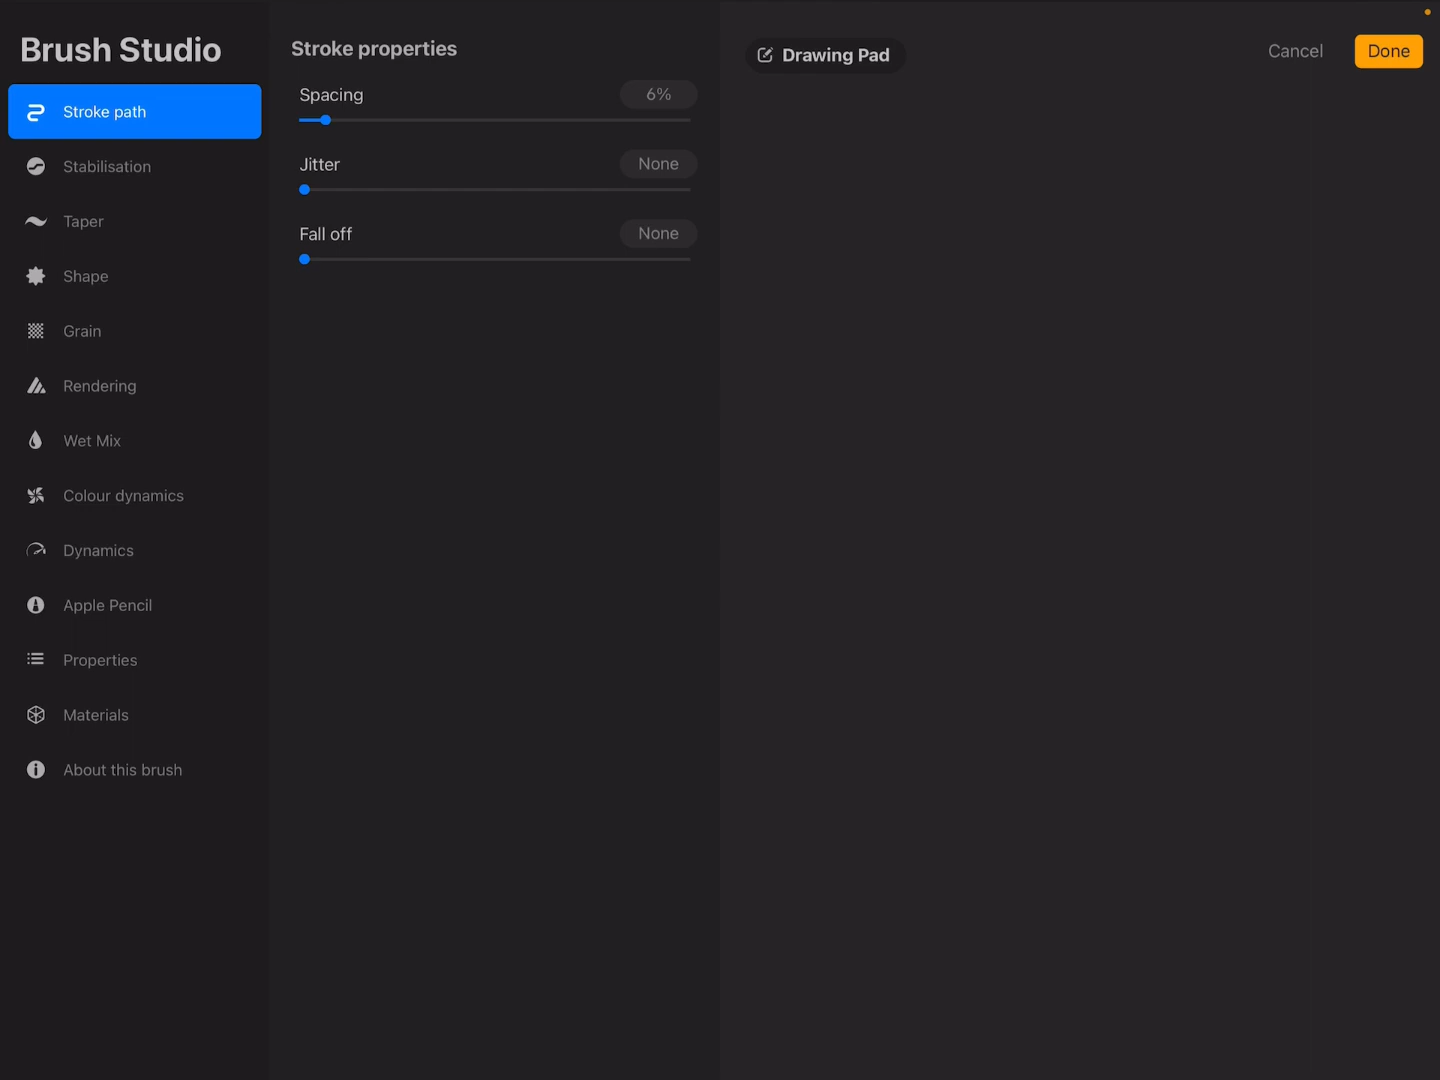 Brush Studio
Stroke path
Stabilisation
Taper
Shape
Grain
Rendering
Wet Mix
Colour dynamics
Dynamics
Apple Pencil
Properties
Materials
About this brush
Stroke properties
Spacing 6%
Jitter None
Fall off None
Drawing Pad
Cancel Done